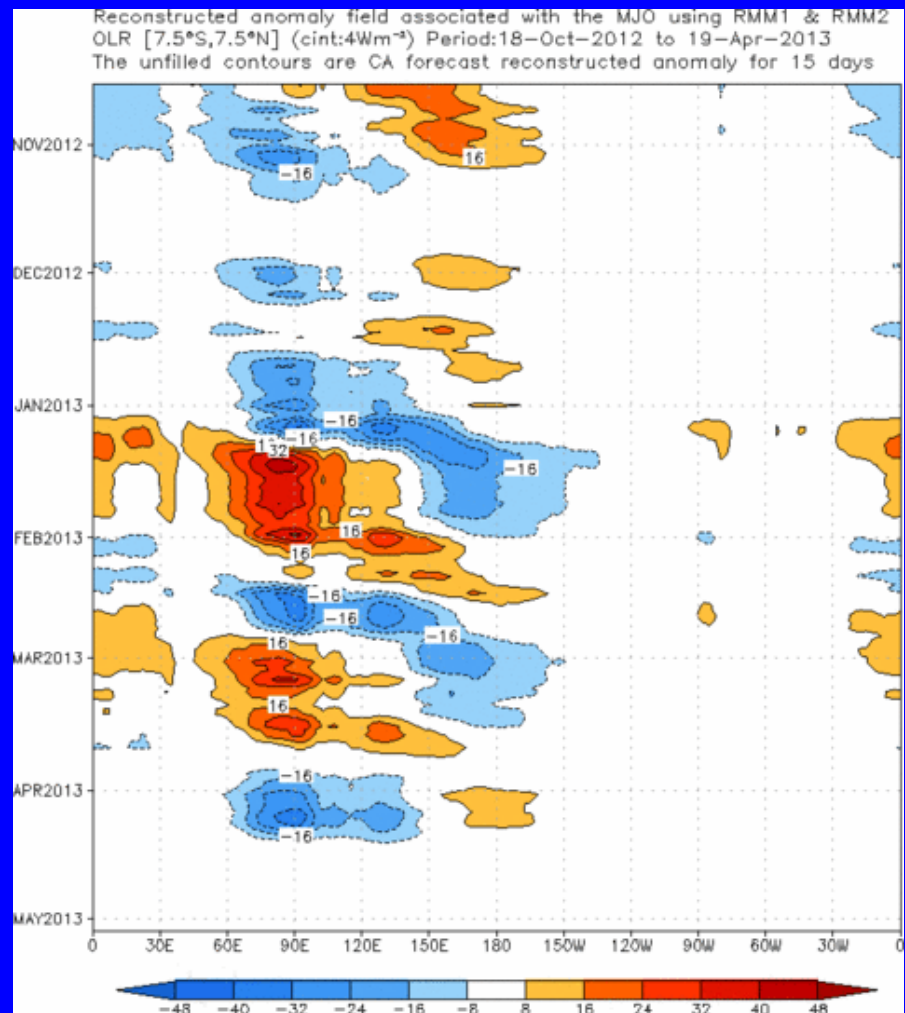 Reconstructed anomaly field associated with the MJO using RMM1 & RMM2
OLR [7.5°S,7.5°N] (cint:4Wm⁻²) Period:18-Oct-2012 to 19-Apr-2013
The unfilled contours are CA forecast reconstructed anomaly for 15 days
NOV2012
16
-16
DEC2012
JAN2013
-16
-16
32
-16
FEB2013
16
16
-16
-16
-16
16
MAR2013
16
-16
APR2013
-16
MAY2013
0 30E 60E 90E 120E 150E 180 150W 120W 90W 60W 30W 0
-48 -40 -32 -24 -16 -8 8 16 24 32 40 48